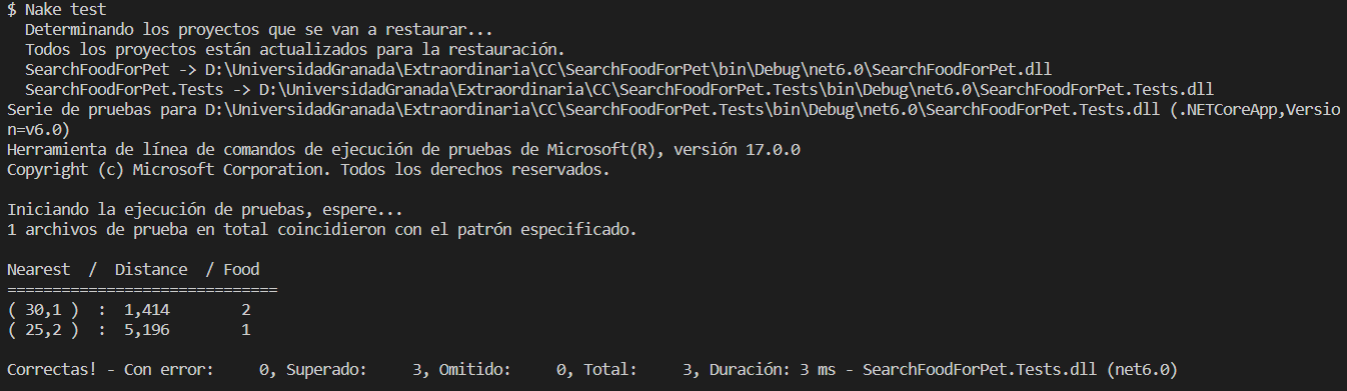 $ Nake test
  Determinando los proyectos que se van a restaurar...
  Todos los proyectos están actualizados para la restauración.
  SearchFoodForPet -> D:\UniversidadGranada\Extraordinaria\CC\SearchFoodForPet\bin\Debug\net6.0\SearchFoodForPet.dll
  SearchFoodForPet.Tests -> D:\UniversidadGranada\Extraordinaria\CC\SearchFoodForPet.Tests\bin\Debug\net6.0\SearchFoodForPet.Tests.dll
Serie de pruebas para D:\UniversidadGranada\Extraordinaria\CC\SearchFoodForPet.Tests\bin\Debug\net6.0\SearchFoodForPet.Tests.dll (.NETCoreApp,Versio
n=v6.0)
Herramienta de línea de comandos de ejecución de pruebas de Microsoft(R), versión 17.0.0
Copyright (c) Microsoft Corporation. Todos los derechos reservados.

Iniciando la ejecución de pruebas, espere...
1 archivos de prueba en total coincidieron con el patrón especificado.

Nearest  /  Distance  / Food
==============================
( 30,1 )  :  1,414        2
( 25,2 )  :  5,196        1

Correctas! - Con error:     0, Superado:     3, Omitido:     0, Total:     3, Duración: 3 ms - SearchFoodForPet.Tests.dll (net6.0)